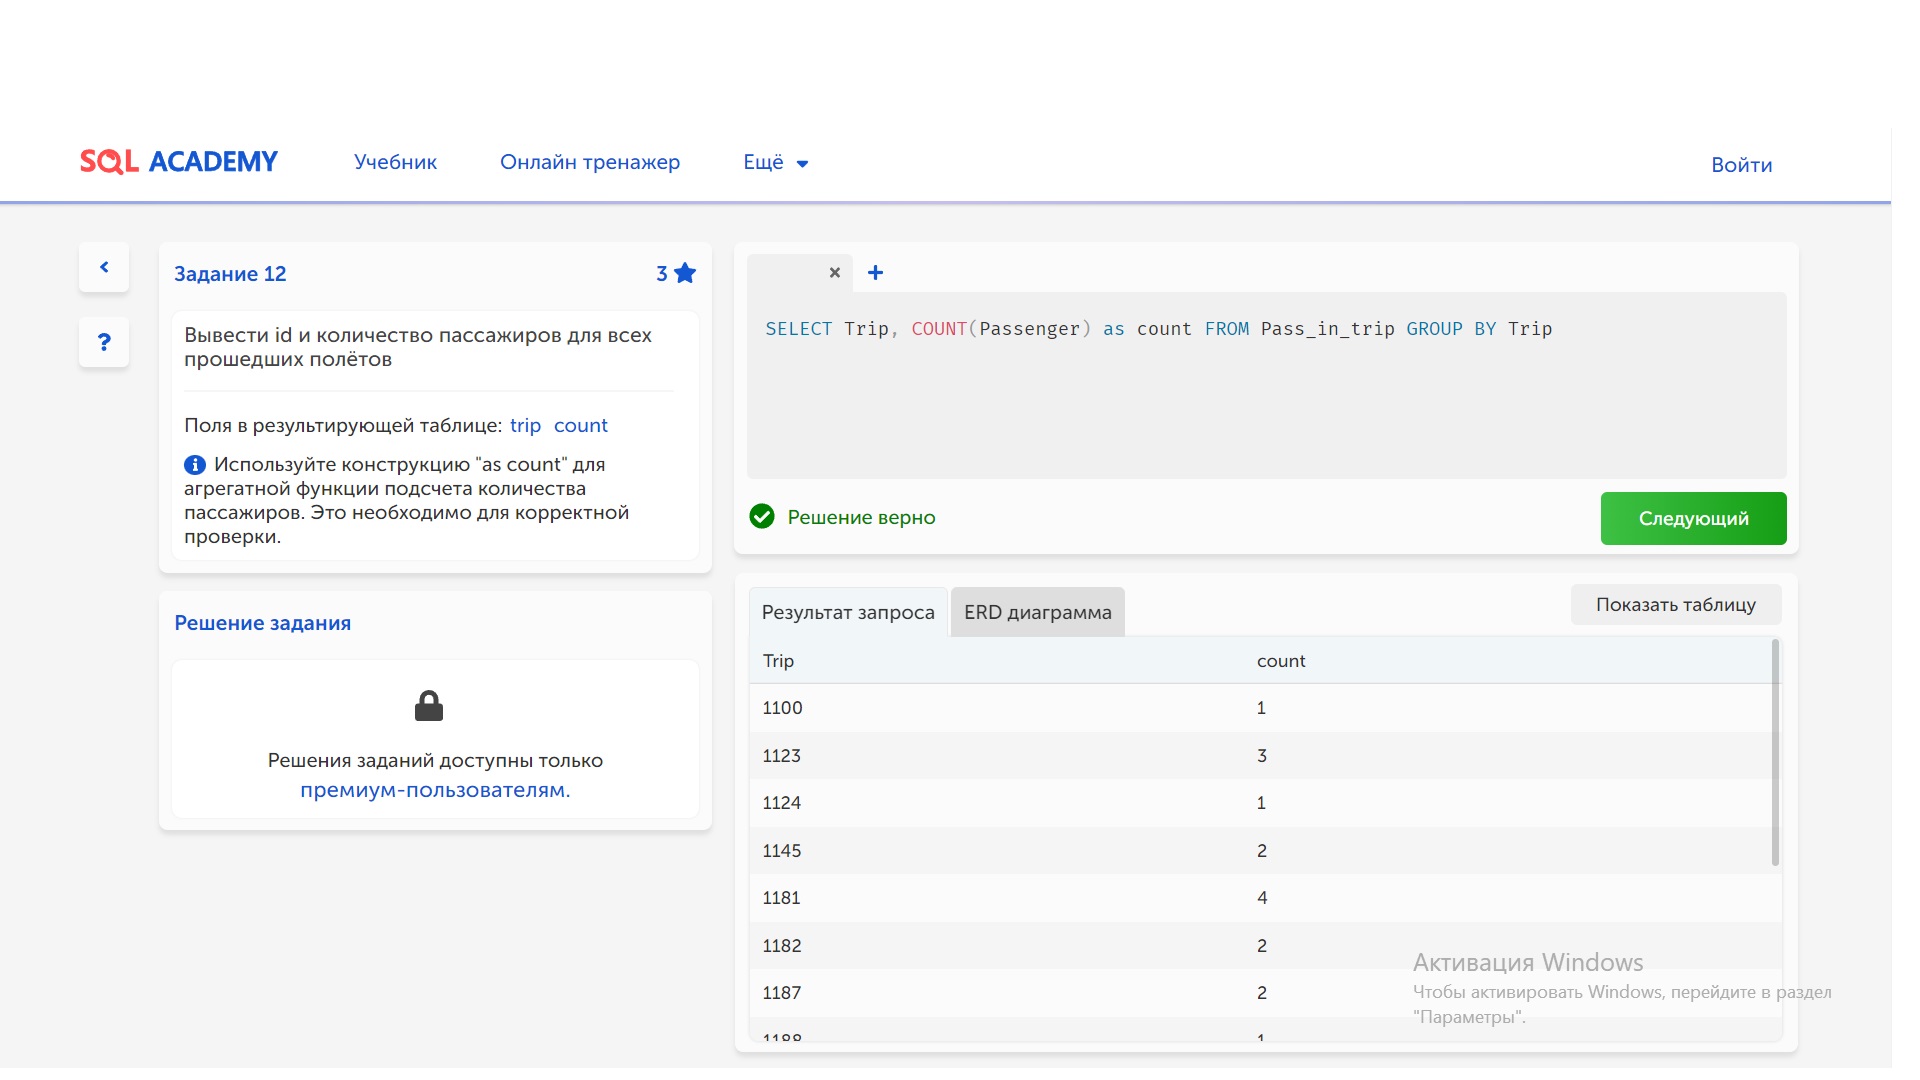 SQL ACADEMY
Учебник
Онлайн тренажер
Ещё
Войти
Задание 12
3
Вывести id и количество пассажиров для всех
прошедших полётов
Поля в результирующей таблице: trip count
Используйте конструкцию "as count" для
агрегатной функции подсчета количества
пассажиров. Это необходимо для корректной
проверки.
Решение задания
Решения заданий доступны только
премиум-пользователям.
SELECT Trip, COUNT(Passenger) as count FROM Pass_in_trip GROUP BY Trip
Решение верно
Следующий
Результат запроса
ERD диаграмма
Показать таблицу
Trip count
1100 1
1123 3
1124 1
1145 2
1181 4
1182 2
1187 2
1188 1
Активация Windows
Чтобы активировать Windows, перейдите в раздел
"Параметры".